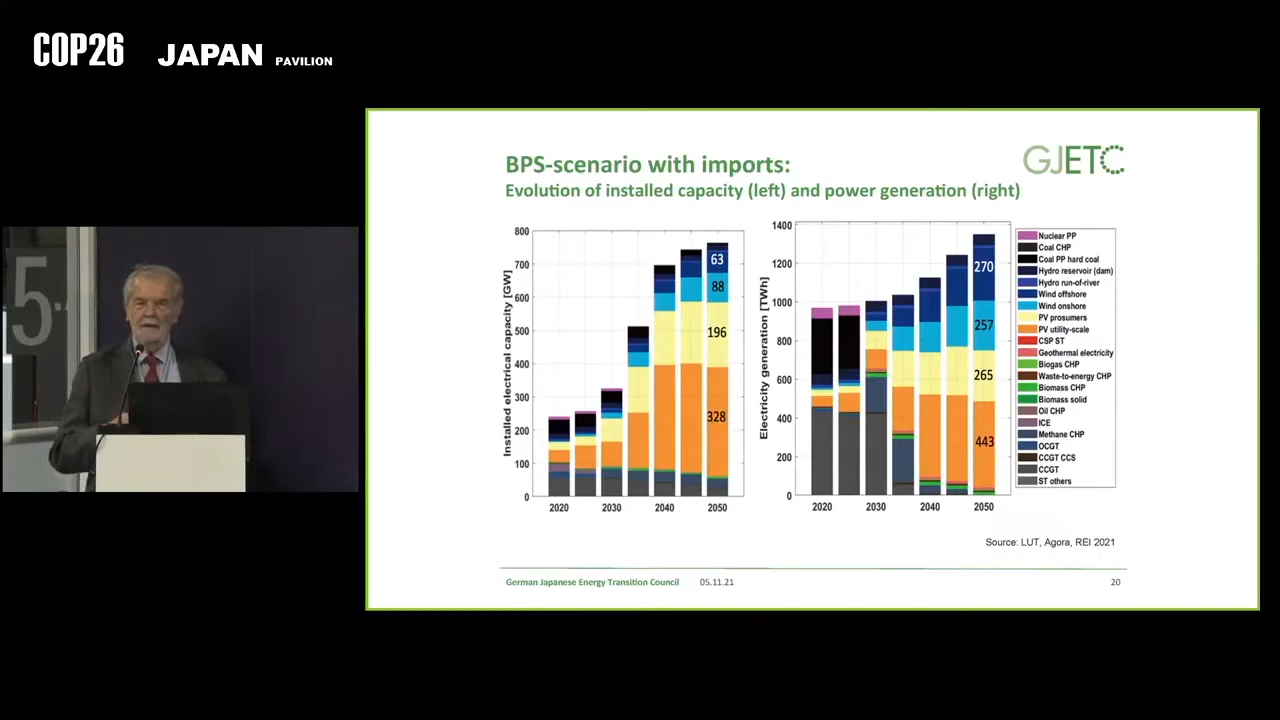 COP26 JAPAN PAVILION
5
BPS-scenario with imports:
Evolution of installed capacity (left) and power generation (right)
GJETC
Installed electrical capacity [GW]
800
700
600
500
400
300
200
100
0
2020 2030 2040 2050
63
88
196
328
Electricity generation [TWh]
1400
1200
1000
800
600
400
200
0
2020 2030 2040 2050
270
257
265
443
Nuclear PP
Coal CHP
Coal PP hard coal
Hydro reservoir (dam)
Hydro run-of-river
Wind offshore
Wind onshore
PV prosumers
PV utility-scale
CSP ST
Geothermal electricity
Biogas CHP
Waste-to-energy CHP
Biomass CHP
Biomass solid
Oil CHP
ICE
Methane CHP
OCGT
CCGT CCS
CCGT
ST others
Source: LUT, Agora, REI 2021
German Japanese Energy Transition Council 05.11.21 20